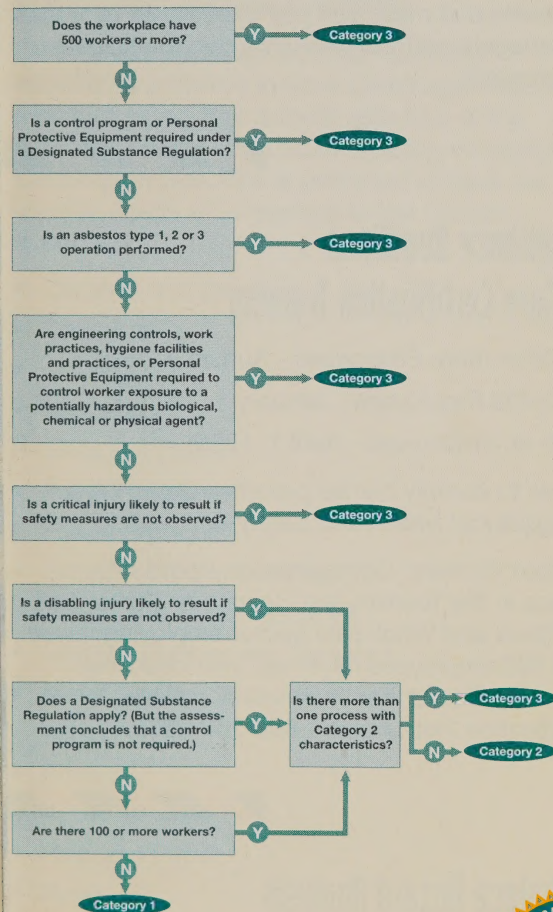 Does the workplace have
500 workers or more?
Y
Category 3
N
Is a control program or Personal
Protective Equipment required under
a Designated Substance Regulation?
Y
Category 3
N
Is an asbestos type 1, 2 or 3
operation performed?
Y
Category 3
N
Are engineering controls, work
practices, hygiene facilities
and practices, or Personal
Protective Equipment required to
control worker exposure to a
potentially hazardous biological,
chemical or physical agent?
Y
Category 3
N
Is a critical injury likely to result if
safety measures are not observed?
Y
Category 3
N
Is a disabling injury likely to result if
safety measures are not observed?
Y
N
Does a Designated Substance
Regulation apply? (But the assess-
ment concludes that a control
program is not required.)
Y
Is there more than
one process with
Category 2
characteristics?
Y
Category 3
N
Category 2
N
Are there 100 or more workers?
Y
N
Category 1